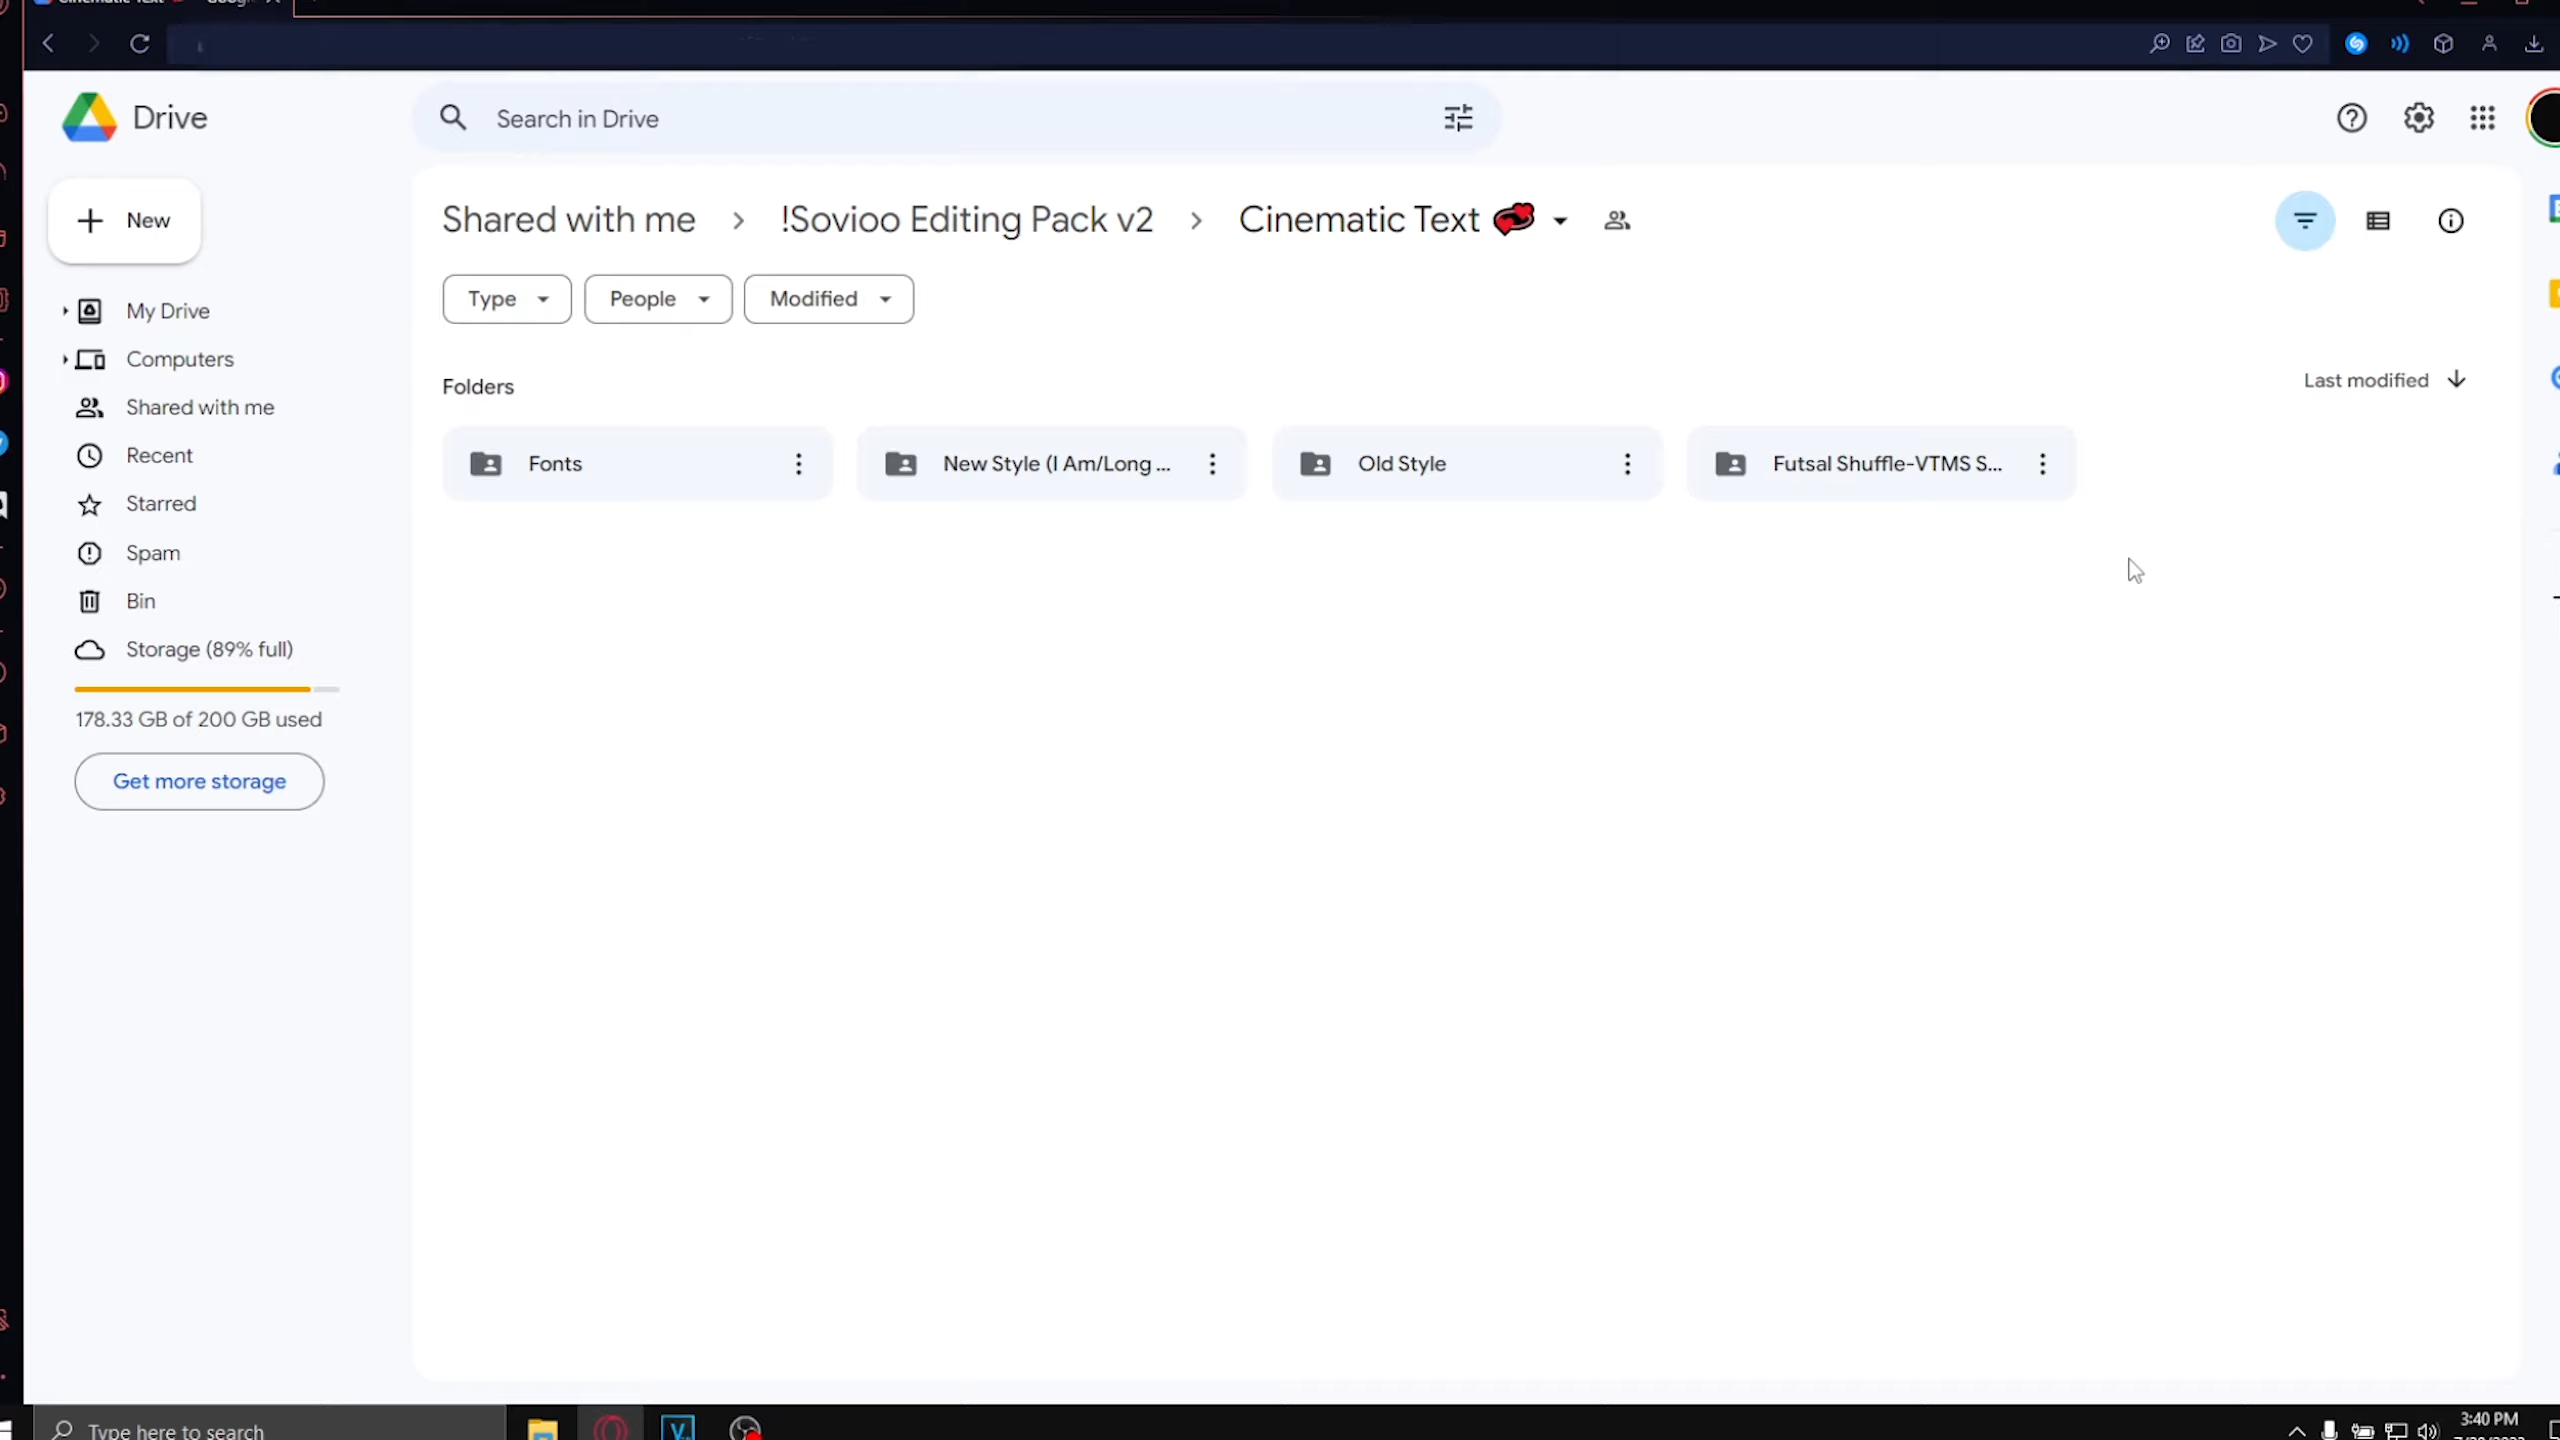 Drive
Search in Drive
New
Shared with me
!Sovioo Editing Pack v2
Cinematic Text
Type
People
Modified
My Drive
Computers
Shared with me
Recent
Starred
Spam
Bin
Storage (89% full)
178.33 GB of 200 GB used
Get more storage
Folders
Last modified
Fonts
New Style (I Am/Long ...
Old Style
Futsal Shuffle-VTMS S...
Type here to search
3:40 PM